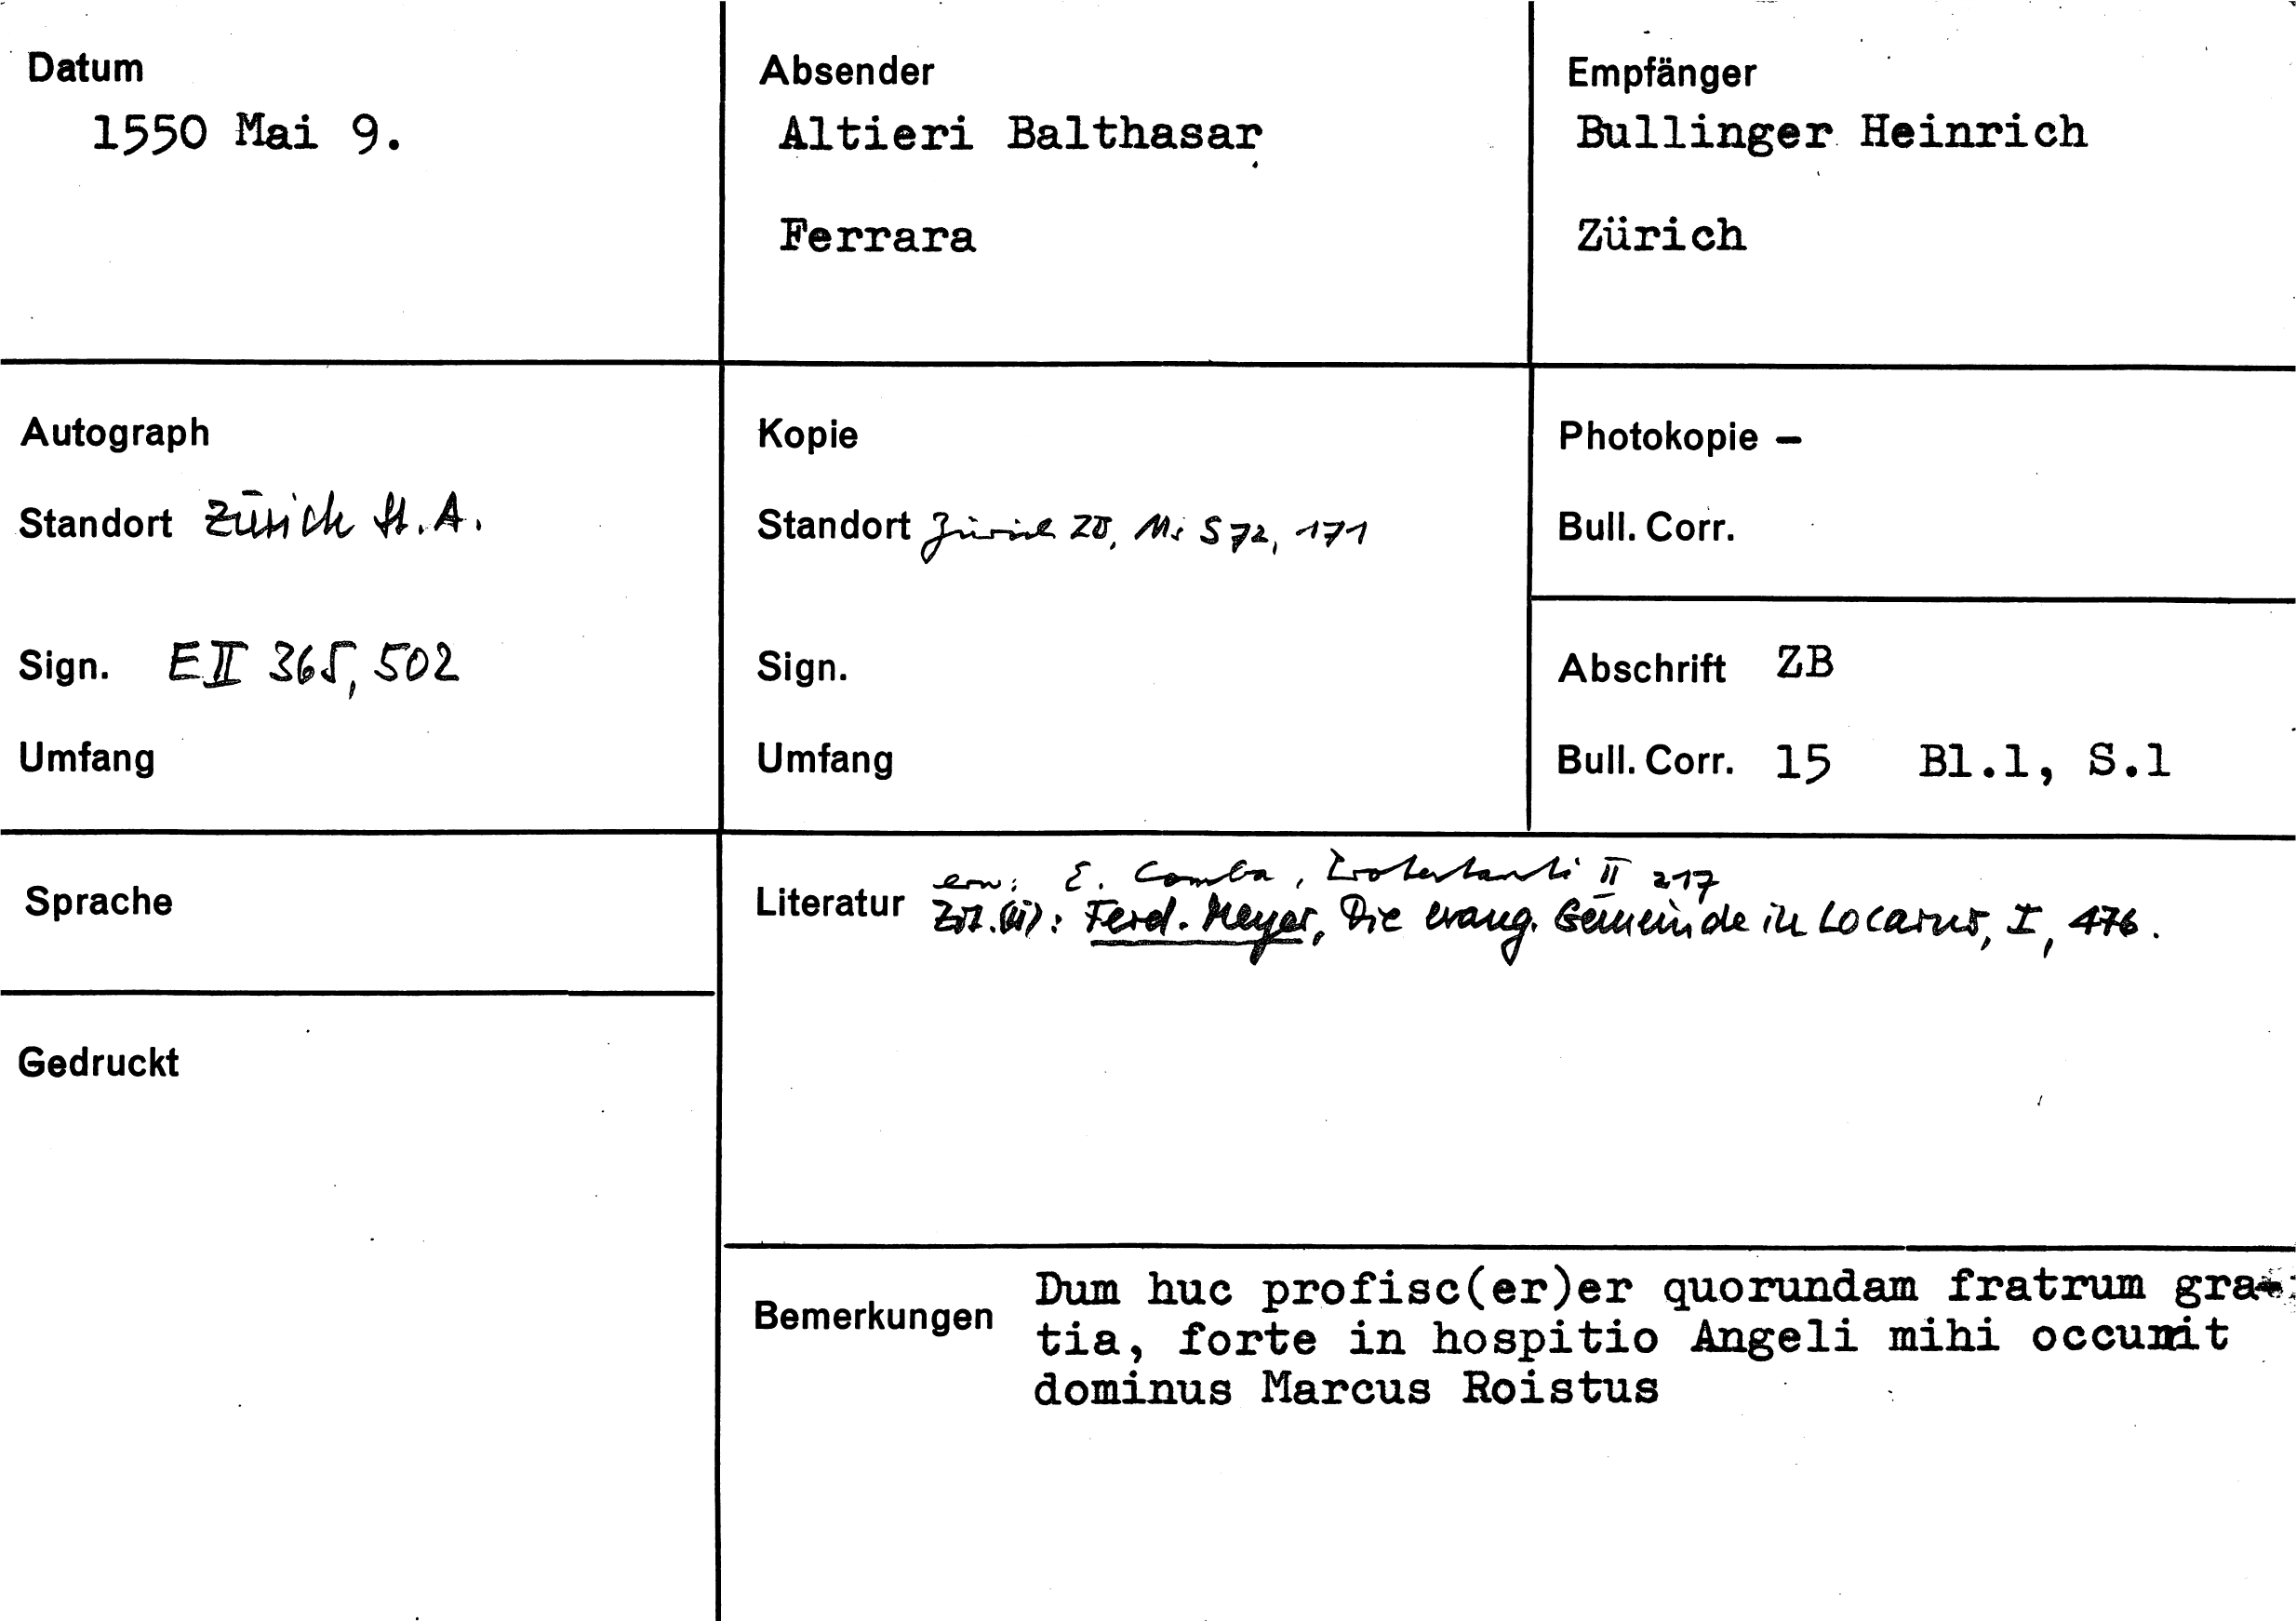 Datum
1550 Mai 9.
Absender
Altieri Balthasar
Ferrara
Empfänger
Bullinger Heinrich
Zürich
Autograph
Standort Zürich St. A.
Sign. E II 365, 502
Umfang
Kopie
Standort Zürich ZB, Ms S 72, 171
Sign.
Umfang
Photokopie –
Bull. Corr.
Abschrift ZB
Bull. Corr. 15 Bl.1, S.1
Sprache
Gedruckt
Literatur
erw: E. Comba, Protestanti II 217
Zit. (ü): Ferd. Meyer, Die evang. Gemeinde in Locarno, I, 476.
Bemerkungen
Dum huc profisc(er)er quorundam fratrum gra-
tia, forte in hospitio Angeli mihi occurrit
dominus Marcus Roistus